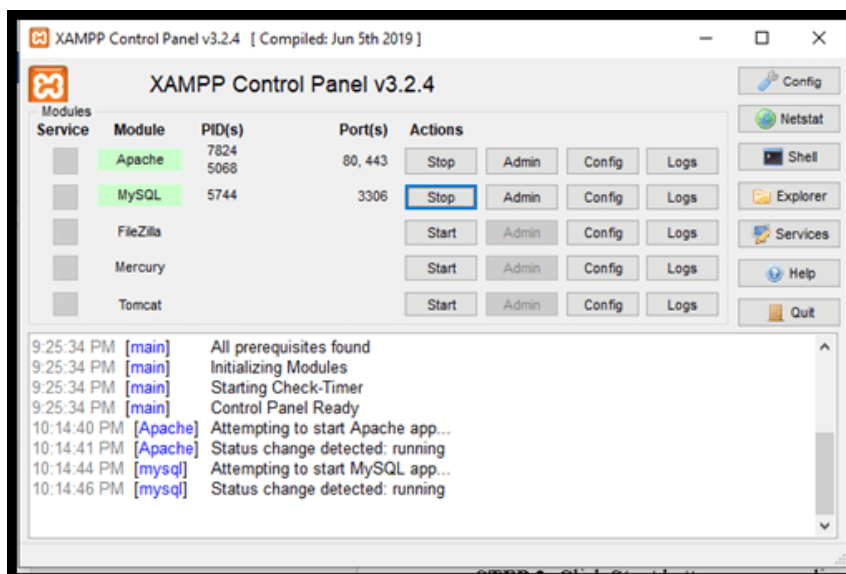 XAMPP Control Panel v3.2.4 [ Compiled: Jun 5th 2019 ]
XAMPP Control Panel v3.2.4
Config
Modules
Netstat
Service Module PID(s) Port(s) Actions
Apache 7824 5068 80, 443 Stop Admin Config Logs
Shell
MySQL 5744 3306 Stop Admin Config Logs
Explorer
FileZilla Start Admin Config Logs
Services
Mercury Start Admin Config Logs
Help
Tomcat Start Admin Config Logs
Quit
9:25:34 PM [main] All prerequisites found
9:25:34 PM [main] Initializing Modules
9:25:34 PM [main] Starting Check-Timer
9:25:34 PM [main] Control Panel Ready
10:14:40 PM [Apache] Attempting to start Apache app...
10:14:41 PM [Apache] Status change detected: running
10:14:44 PM [mysql] Attempting to start MySQL app...
10:14:46 PM [mysql] Status change detected: running